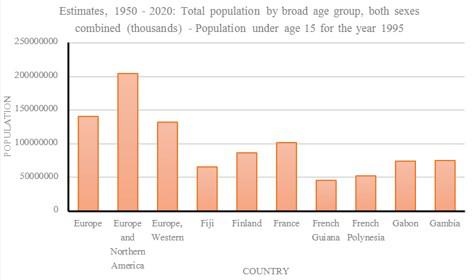 Estimates, 1950 - 2020: Total population by broad age group, both sexes
combined (thousands) - Population under age 15 for the year 1995
250000000
200000000
150000000
100000000
50000000
0
POPULATION
Europe
Europe and Northern America
Europe, Western
Fiji
Finland
France
French Guiana
French Polynesia
Gabon
Gambia
COUNTRY